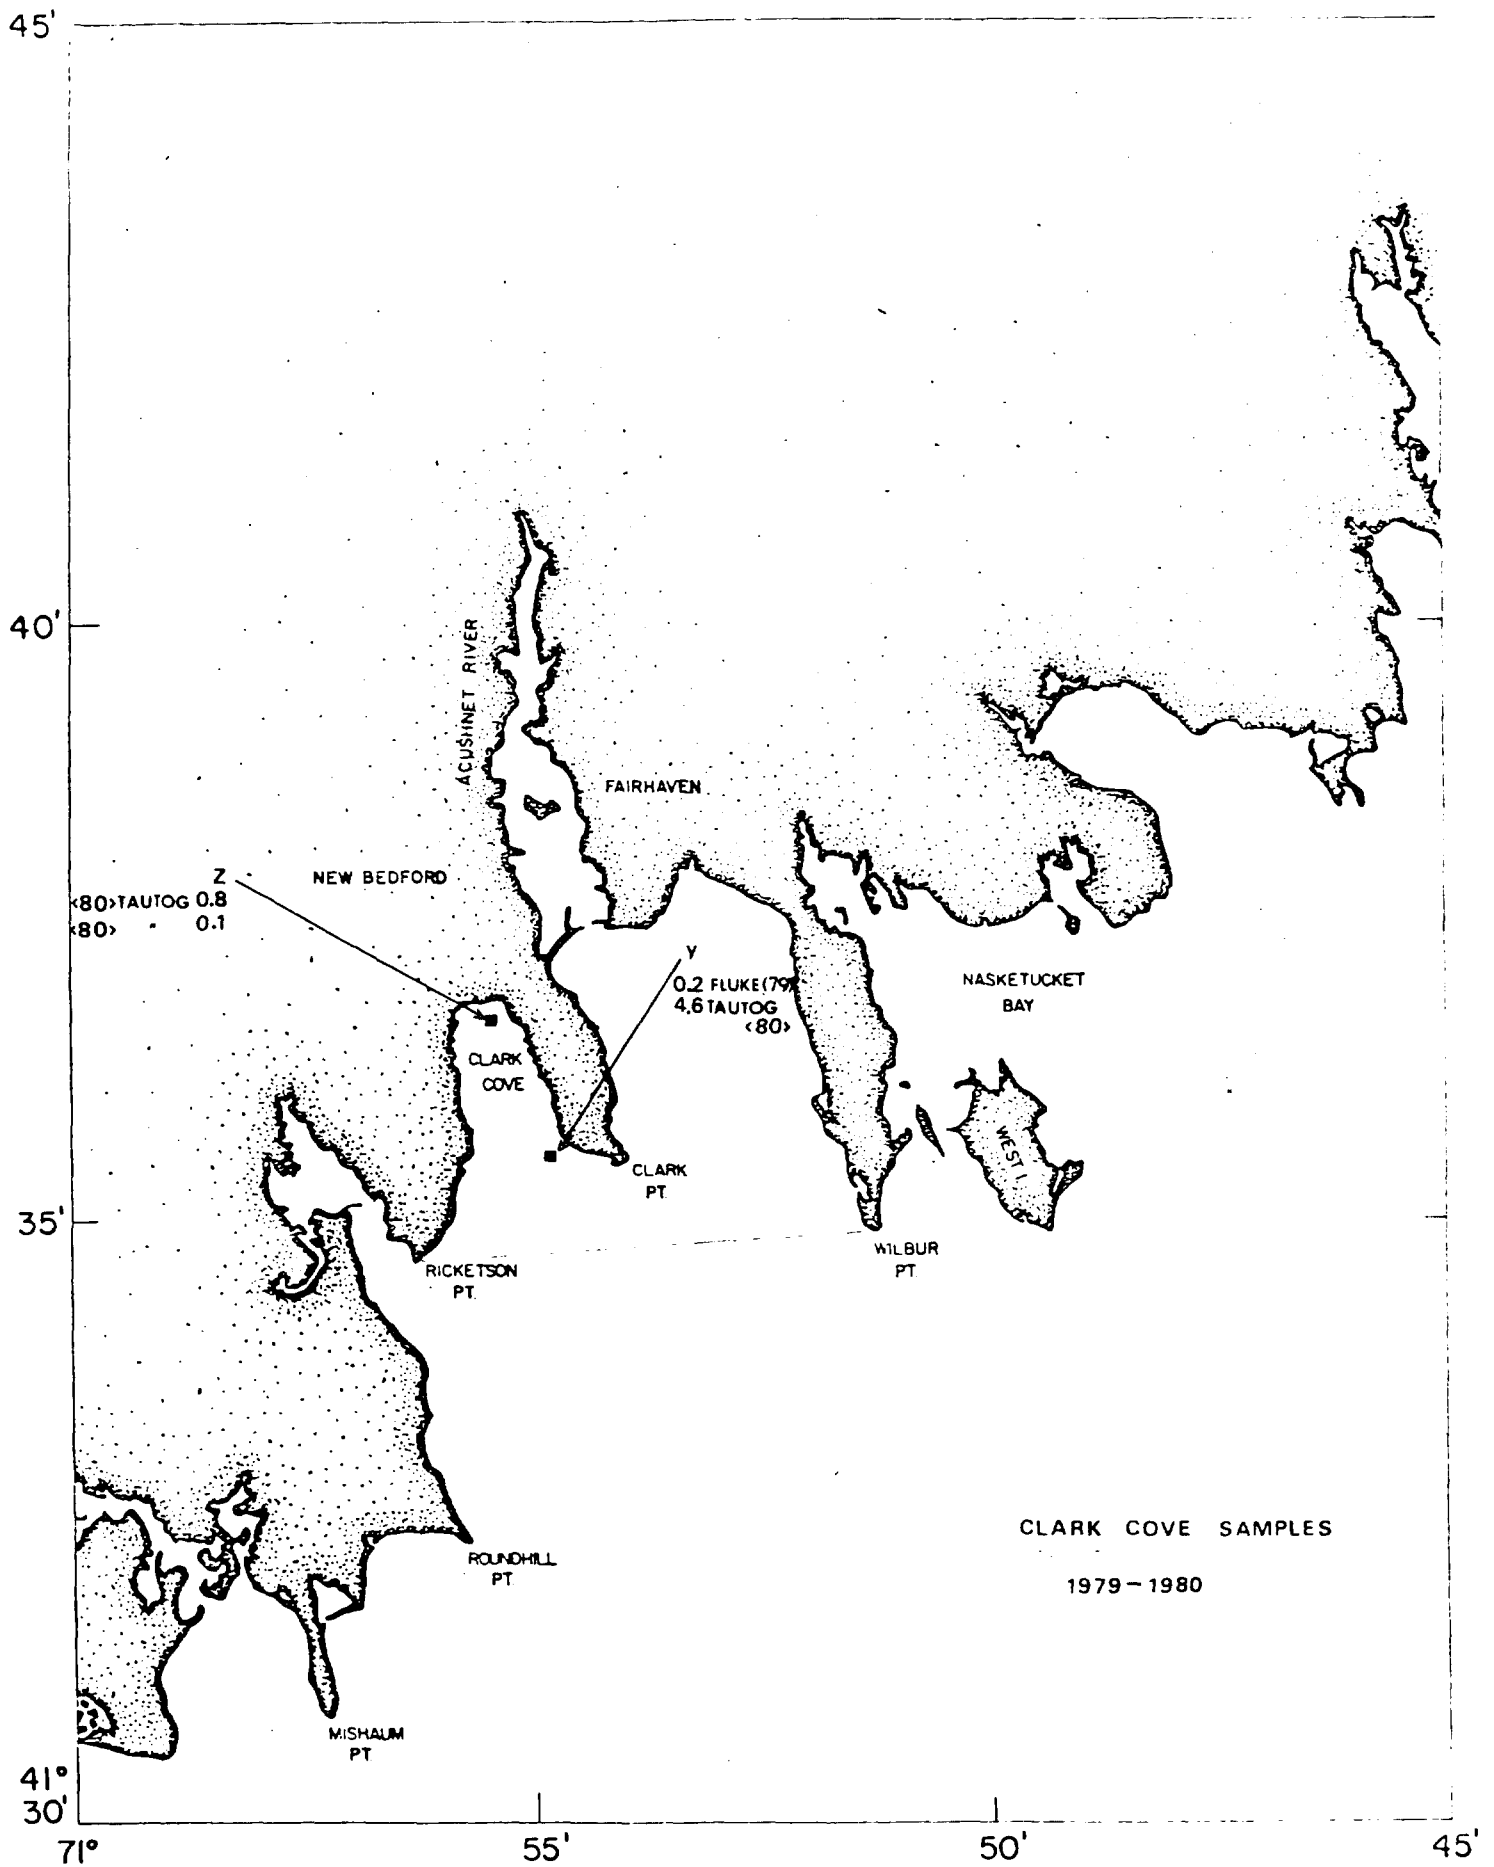 45'
40'
ACUSHNET RIVER
FAIRHAVEN
Z
NEW BEDFORD
<80>TAUTOG 0.8
<80> " 0.1
Y
0.2 FLUKE(79)
4.6 TAUTOG
<80>
NASKETUCKET
BAY
CLARK
COVE
WEST I.
CLARK
PT.
35'
WILBUR
PT.
RICKETSON
PT.
CLARK COVE SAMPLES
1979-1980
ROUNDHILL
PT.
MISHAUM
PT.
41°
30'
71°
55'
50'
45'